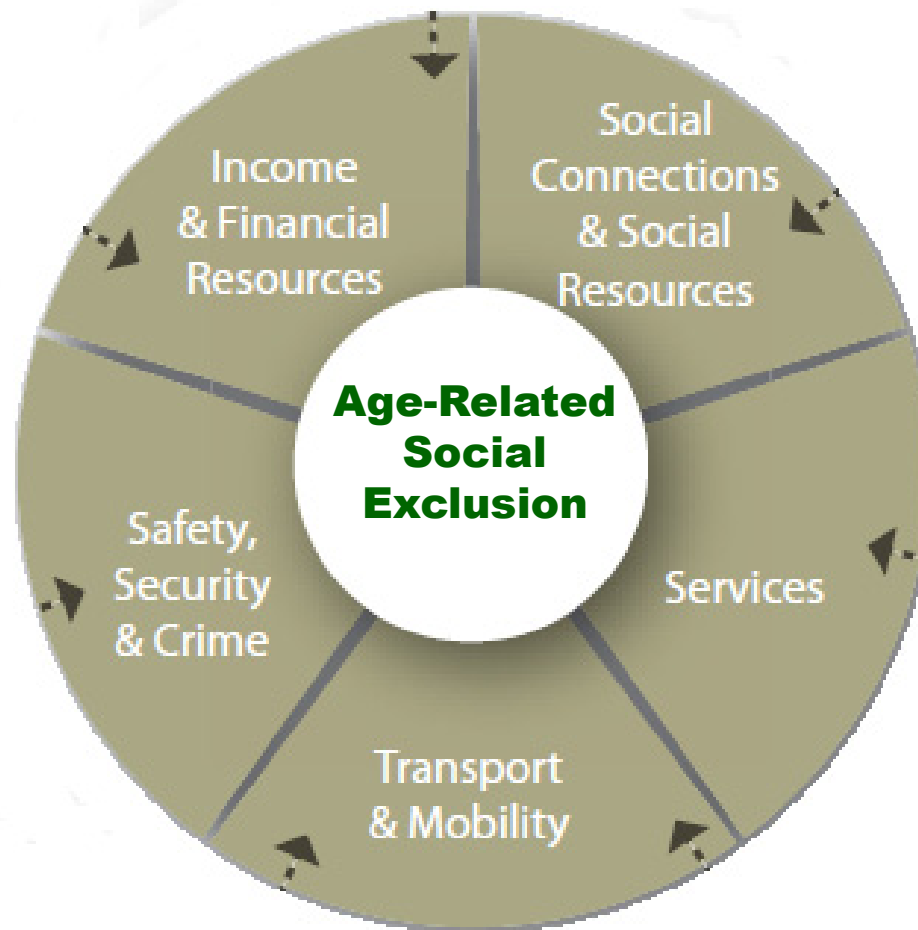 Income
& Financial
Resources
Social
Connections
& Social
Resources
Age-Related
Social
Exclusion
Safety,
Security
& Crime
Services
Transport
& Mobility